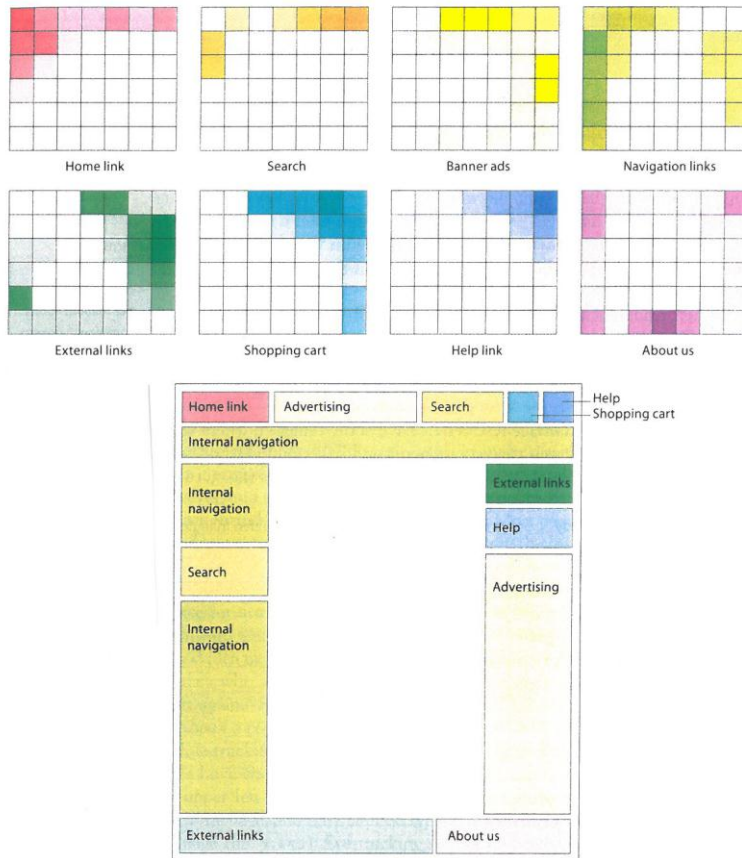 Home link
Search
Banner ads
Navigation links
External links
Shopping cart
Help link
About us
Home link
Advertising
Search
Help
Shopping cart
Internal navigation
Internal
navigation
External links
Help
Search
Advertising
Internal
navigation
External links
About us